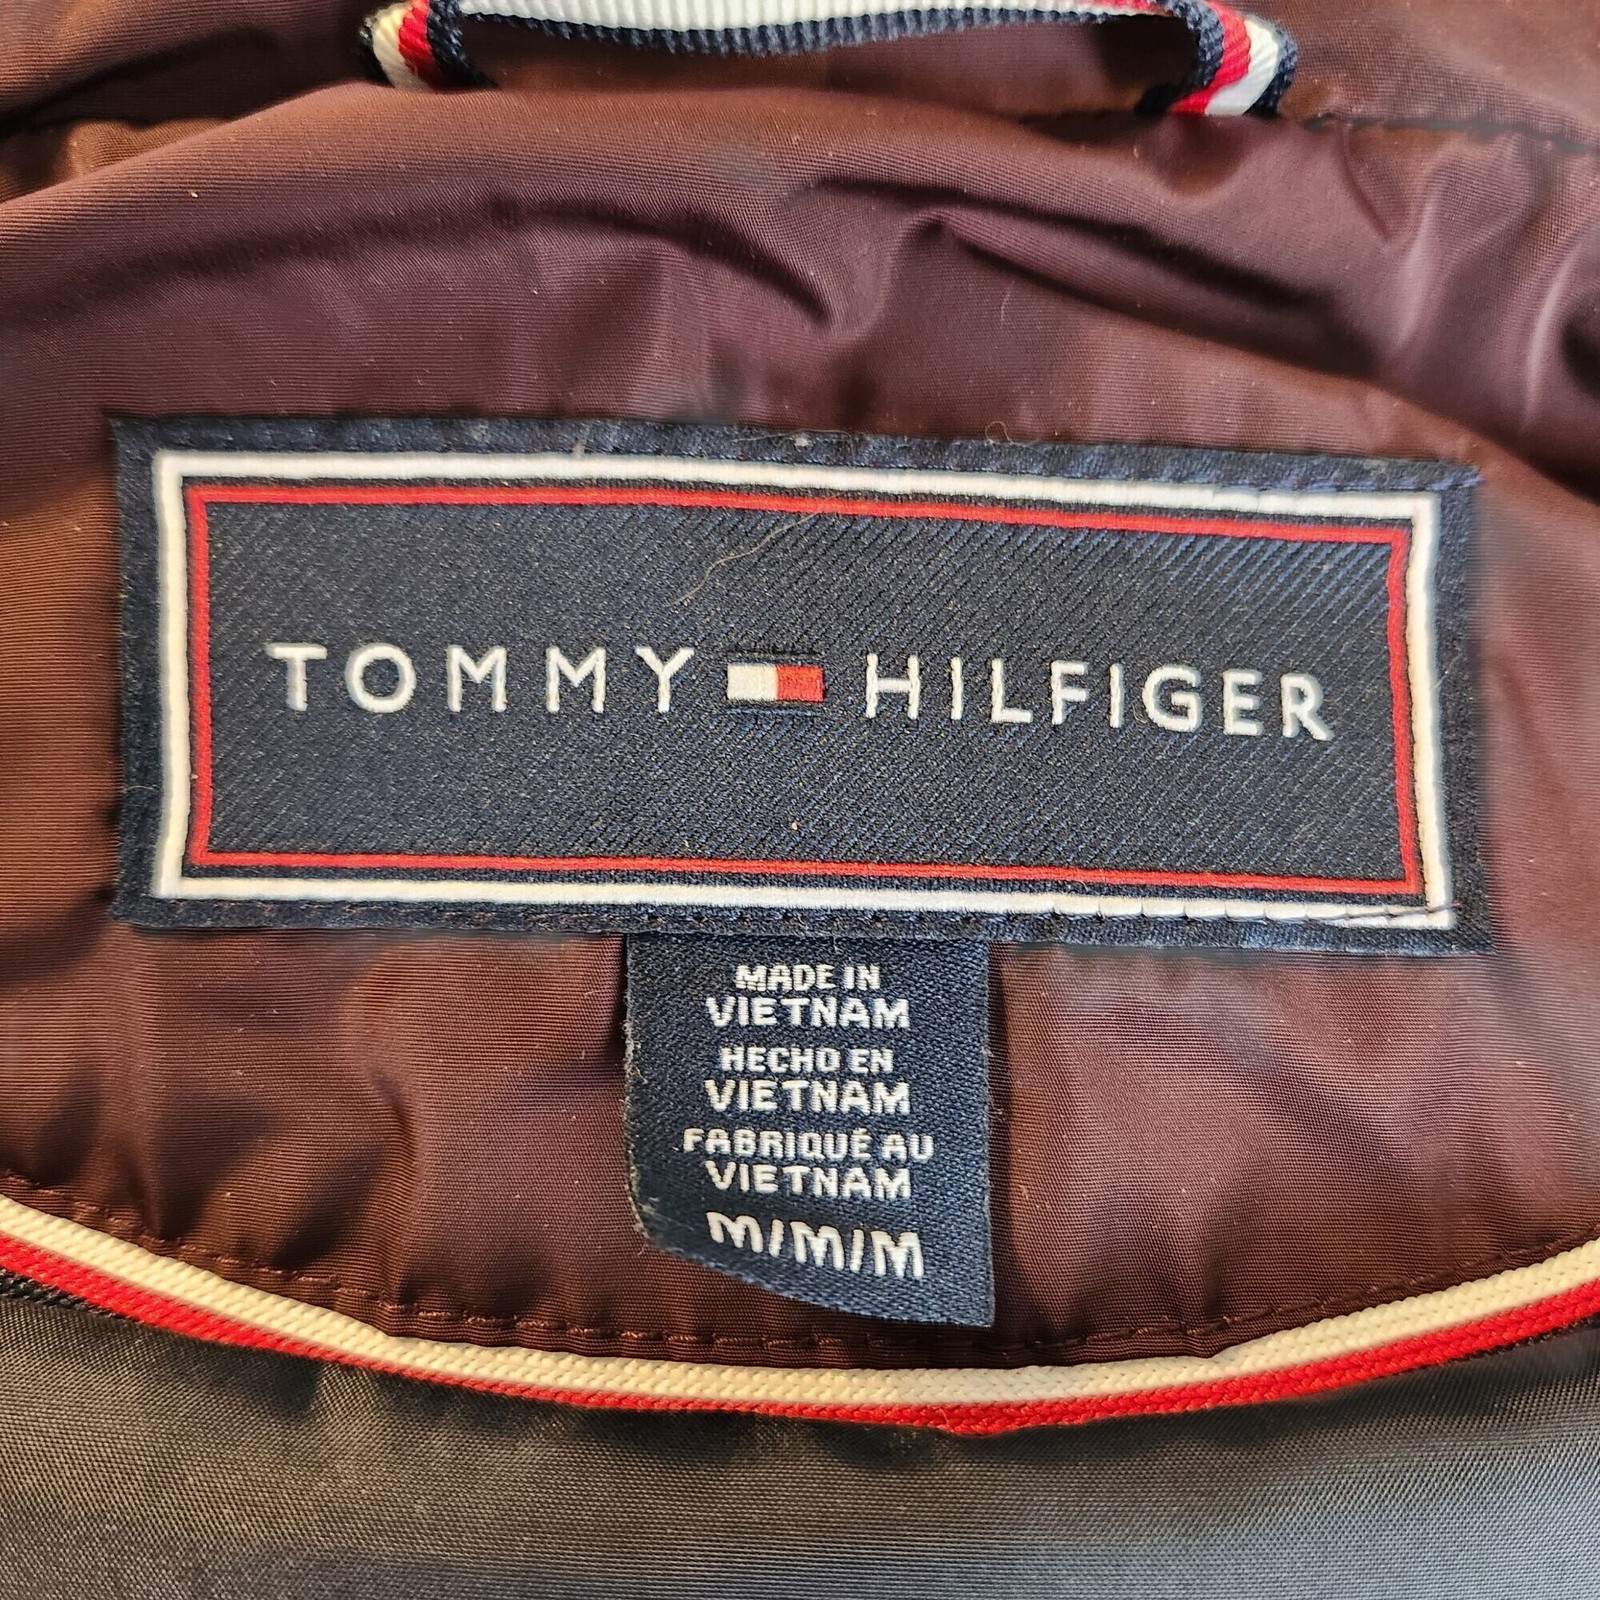 TOMMY HILFIGER
MADE IN
VIETNAM
HECHO EN
VIETNAM
FABRIQUÉ AU
VIETNAM
M/M/M